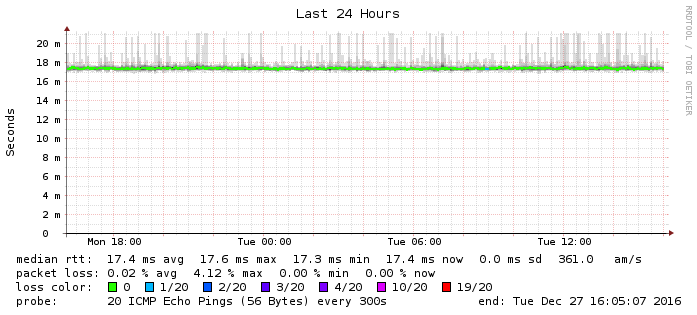 Last 24 Hours
RRDTOOL / TOBI OETIKER
Seconds
20 m
18 m
16 m
14 m
12 m
10 m
8 m
6 m
4 m
2 m
0
Mon 18:00 Tue 00:00 Tue 06:00 Tue 12:00
median rtt: 17.4 ms avg 17.6 ms max 17.3 ms min 17.4 ms now 0.0 ms sd 361.0 am/s
packet loss: 0.02 % avg 4.12 % max 0.00 % min 0.00 % now
loss color: 0 1/20 2/20 3/20 4/20 10/20 19/20
probe: 20 ICMP Echo Pings (56 Bytes) every 300s end: Tue Dec 27 16:05:07 2016